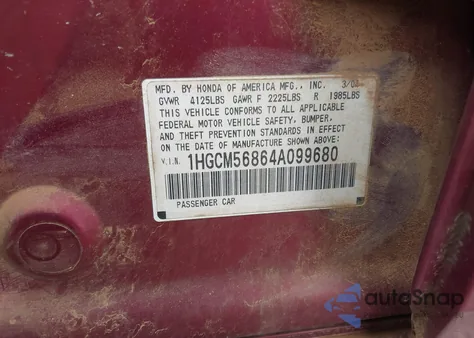 MFD. BY HONDA OF AMERICA MFG., INC. 3/04
GVWR 4125LBS GAWR F 2225LBS R 1985LBS
THIS VEHICLE CONFORMS TO ALL APPLICABLE
FEDERAL MOTOR VEHICLE SAFETY, BUMPER,
AND THEFT PREVENTION STANDARDS IN EFFECT
ON THE DATE OF MANUFACTURE SHOWN ABOVE:
V.I.N. 1HGCM56864A099680
PASSENGER CAR
autoSnap